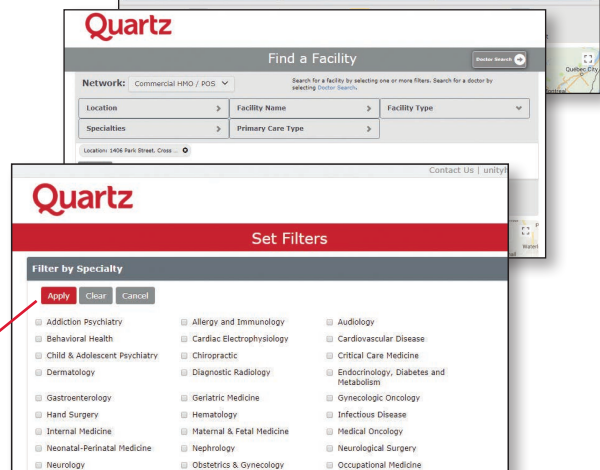 Quartz
Find a Facility
Doctor Search
Network: Commercial HMO / POS
Search for a facility by selecting one or more filters. Search for a doctor by
selecting Doctor Search.
Location Facility Name Facility Type
Specialties Primary Care Type
Location: 1406 Park Street, Cross ...
Québec City
Montreal
Contact Us |
Quartz
Set Filters
Filter by Specialty
Apply Clear Cancel
Addiction Psychiatry Allergy and Immunology Audiology
Behavioral Health Cardiac Electrophysiology Cardiovascular Disease
Child & Adolescent Psychiatry Chiropractic Critical Care Medicine
Dermatology Diagnostic Radiology Endocrinology, Diabetes and
Metabolism
Gastroenterology Geriatric Medicine Gynecologic Oncology
Hand Surgery Hematology Infectious Disease
Internal Medicine Maternal & Fetal Medicine Medical Oncology
Neonatal-Perinatal Medicine Nephrology Neurological Surgery
Neurology Obstetrics & Gynecology Occupational Medicine